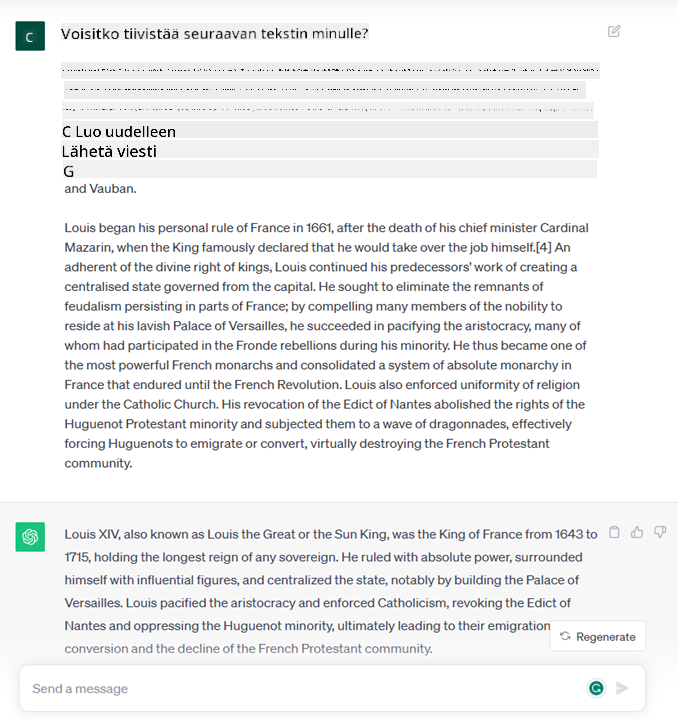 C
Voisitko tiivistää seuraavan tekstin minulle?
C Luo uudelleen
Lähetä viesti
G
and Vauban.
Louis began his personal rule of France in 1661, after the death of his chief minister Cardinal
Mazarin, when the King famously declared that he would take over the job himself.[4] An
adherent of the divine right of kings, Louis continued his predecessors' work of creating a
centralised state governed from the capital. He sought to eliminate the remnants of
feudalism persisting in parts of France; by compelling many members of the nobility to
reside at his lavish Palace of Versailles, he succeeded in pacifying the aristocracy, many of
whom had participated in the Fronde rebellions during his minority. He thus became one of
the most powerful French monarchs and consolidated a system of absolute monarchy in
France that endured until the French Revolution. Louis also enforced uniformity of religion
under the Catholic Church. His revocation of the Edict of Nantes abolished the rights of the
Huguenot Protestant minority and subjected them to a wave of dragonnades, effectively
forcing Huguenots to emigrate or convert, virtually destroying the French Protestant
community.
Louis XIV, also known as Louis the Great or the Sun King, was the King of France from 1643 to
1715, holding the longest reign of any sovereign. He ruled with absolute power, surrounded
himself with influential figures, and centralized the state, notably by building the Palace of
Versailles. Louis pacified the aristocracy and enforced Catholicism, revoking the Edict of
Nantes and oppressing the Huguenot minority, ultimately leading to their emigration
Regenerate
conversion and the decline of the French Protestant community.
Send a message